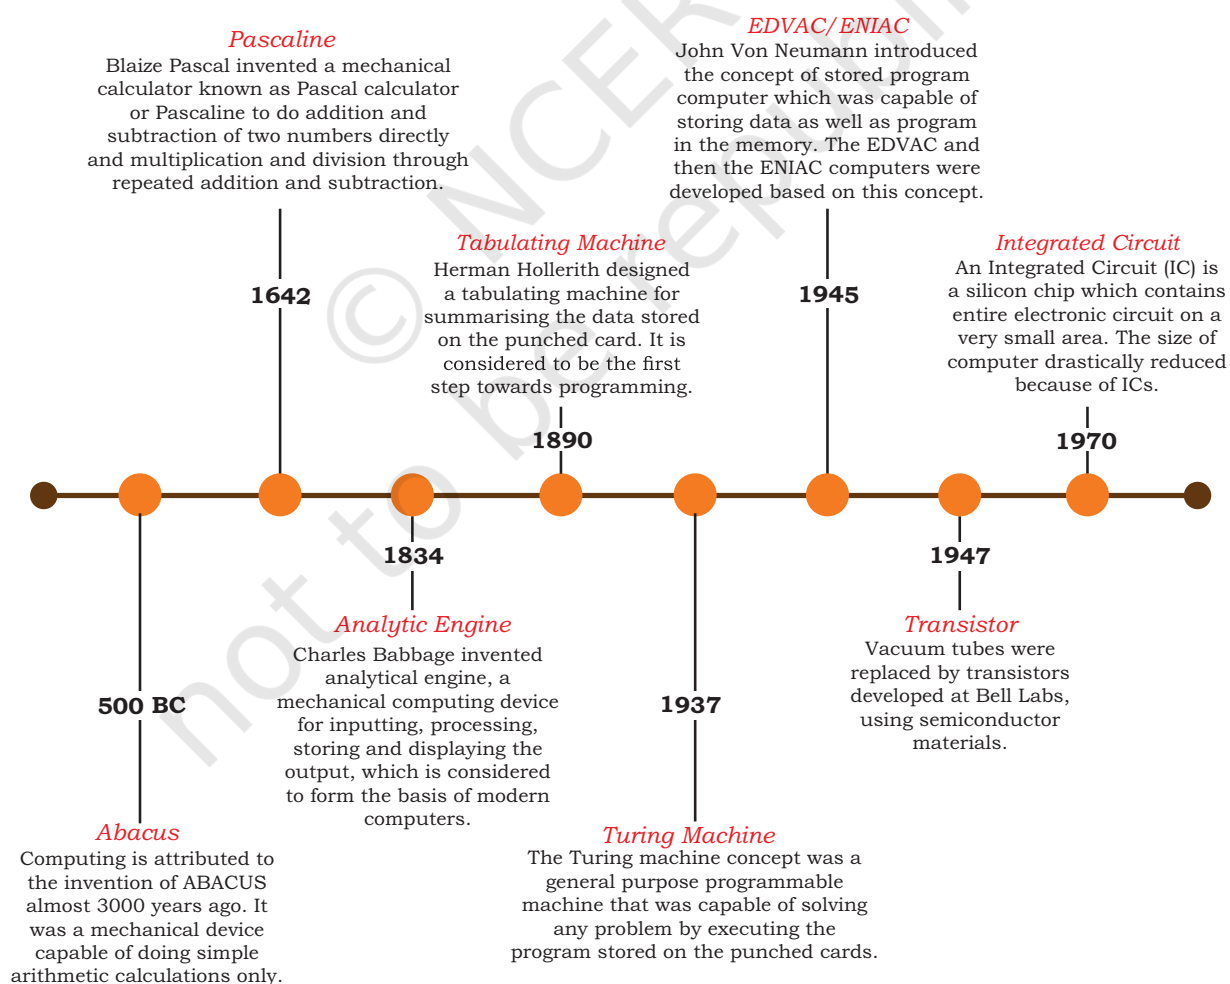 Pascaline
Blaize Pascal invented a mechanical
calculator known as Pascal calculator
or Pascaline to do addition and
subtraction of two numbers directly
and multiplication and division through
repeated addition and subtraction.
1642
EDVAC/ENIAC
John Von Neumann introduced
the concept of stored program
computer which was capable of
storing data as well as program
in the memory. The EDVAC and
then the ENIAC computers were
developed based on this concept.
1945
Tabulating Machine
Herman Hollerith designed
a tabulating machine for
summarising the data stored
on the punched card. It is
considered to be the first
step towards programming.
1890
Integrated Circuit
An Integrated Circuit (IC) is
a silicon chip which contains
entire electronic circuit on a
very small area. The size of
computer drastically reduced
because of ICs.
1970
500 BC
Abacus
Computing is attributed to
the invention of ABACUS
almost 3000 years ago. It
was a mechanical device
capable of doing simple
arithmetic calculations only.
1834
Analytic Engine
Charles Babbage invented
analytical engine, a
mechanical computing device
for inputting, processing,
storing and displaying the
output, which is considered
to form the basis of modern
computers.
1937
Turing Machine
The Turing machine concept was a
general purpose programmable
machine that was capable of solving
any problem by executing the
program stored on the punched cards.
1947
Transistor
Vacuum tubes were
replaced by transistors
developed at Bell Labs,
using semiconductor
materials.
© NCER
not to be republi